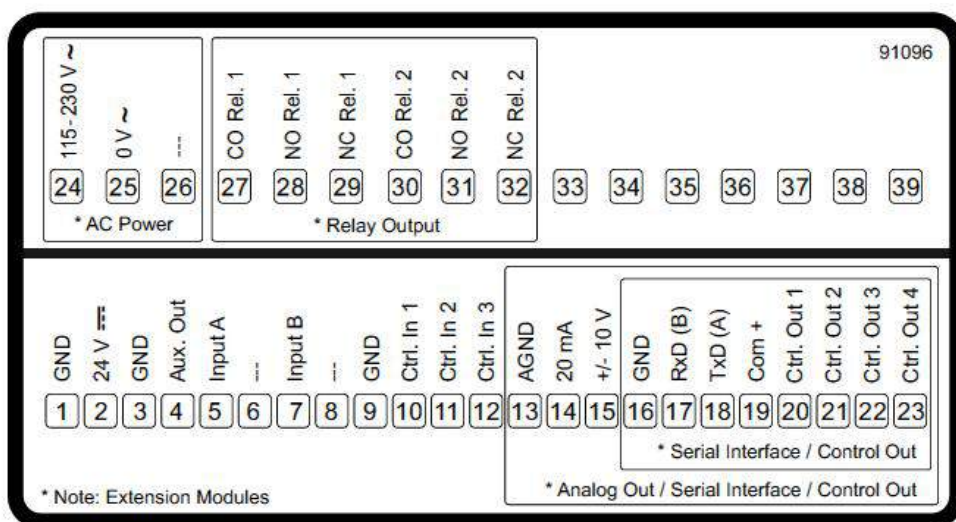 91096
115 - 230 V ~
0 V ~
---
CO Rel. 1
NO Rel. 1
NC Rel. 1
CO Rel. 2
NO Rel. 2
NC Rel. 2
24 25 26 27 28 29 30 31 32 33 34 35 36 37 38 39
* AC Power
* Relay Output
GND
24 V ⎓
GND
Aux. Out
Input A
---
Input B
---
GND
Ctrl. In 1
Ctrl. In 2
Ctrl. In 3
AGND
20 mA
+/- 10 V
GND
RxD (B)
TxD (A)
Com +
Ctrl. Out 1
Ctrl. Out 2
Ctrl. Out 3
Ctrl. Out 4
1 2 3 4 5 6 7 8 9 10 11 12 13 14 15 16 17 18 19 20 21 22 23
* Serial Interface / Control Out
* Note: Extension Modules
* Analog Out / Serial Interface / Control Out